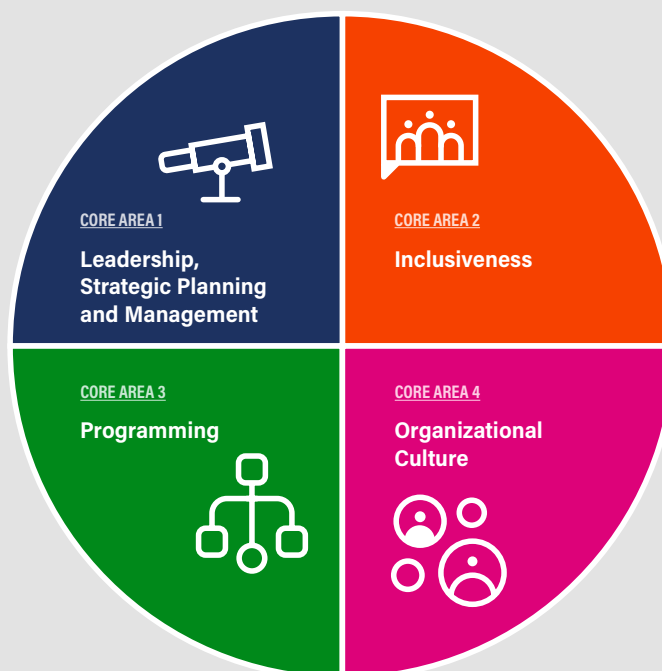 CORE AREA 1
Leadership,
Strategic Planning
and Management
CORE AREA 2
Inclusiveness
CORE AREA 3
Programming
CORE AREA 4
Organizational
Culture